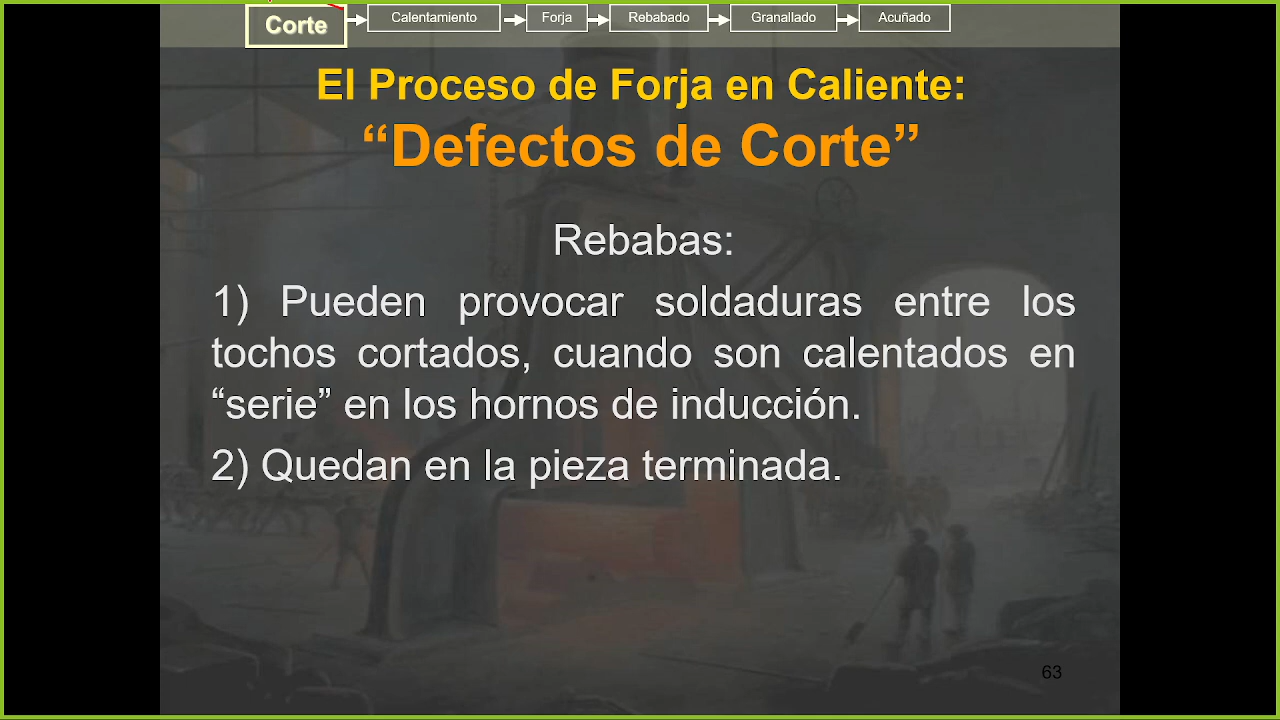 Corte Calentamiento Forja Rebabado Granallado Acuñado
El Proceso de Forja en Caliente:
“Defectos de Corte”
Rebabas:
1) Pueden provocar soldaduras entre los
tochos cortados, cuando son calentados en
“serie” en los hornos de inducción.
2) Quedan en la pieza terminada.
63